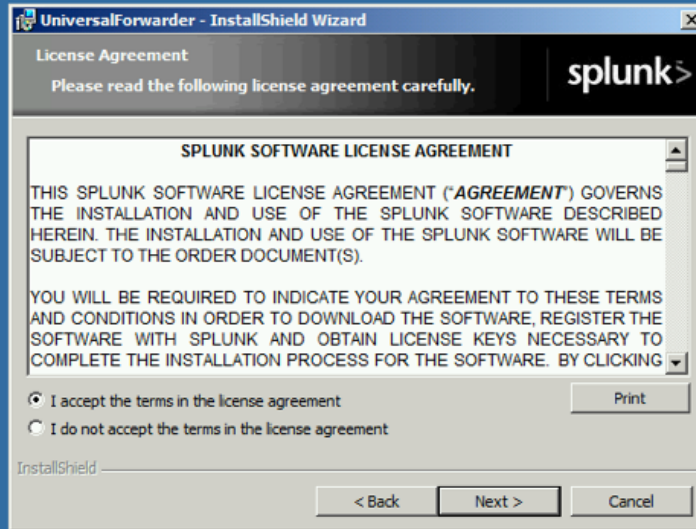 UniversalForwarder - InstallShield Wizard
License Agreement
Please read the following license agreement carefully.
splunk>
SPLUNK SOFTWARE LICENSE AGREEMENT
THIS SPLUNK SOFTWARE LICENSE AGREEMENT (“AGREEMENT”) GOVERNS
THE INSTALLATION AND USE OF THE SPLUNK SOFTWARE DESCRIBED
HEREIN. THE INSTALLATION AND USE OF THE SPLUNK SOFTWARE WILL BE
SUBJECT TO THE ORDER DOCUMENT(S).
YOU WILL BE REQUIRED TO INDICATE YOUR AGREEMENT TO THESE TERMS
AND CONDITIONS IN ORDER TO DOWNLOAD THE SOFTWARE, REGISTER THE
SOFTWARE WITH SPLUNK AND OBTAIN LICENSE KEYS NECESSARY TO
COMPLETE THE INSTALLATION PROCESS FOR THE SOFTWARE. BY CLICKING
I accept the terms in the license agreement
Print
I do not accept the terms in the license agreement
InstallShield
< Back
Next >
Cancel